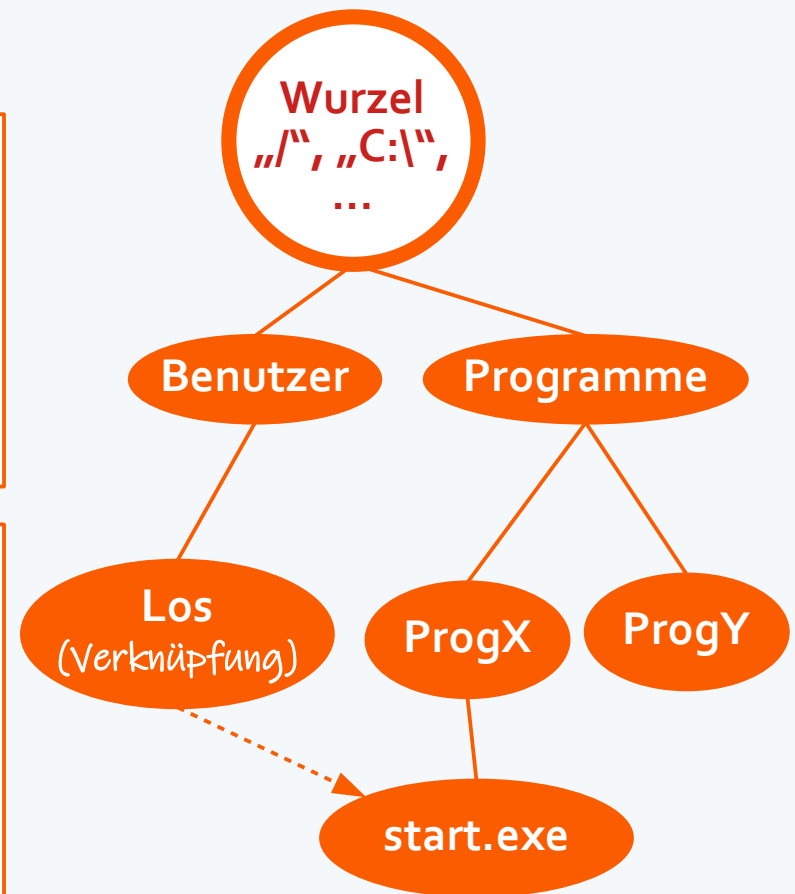 Wurzel
„/“, „C:\“,
...
Benutzer
Programme
Los
(Verknüpfung)
ProgX
ProgY
start.exe